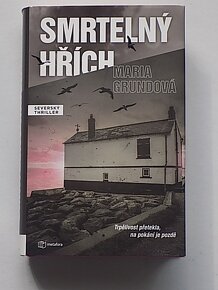 SMRTELNÝ
HŘÍCH
MARIA
GRUNDOVÁ
SEVERSKÝ
THRILLER
Trpělivost přetekla,
na pokání je pozdě
metafora